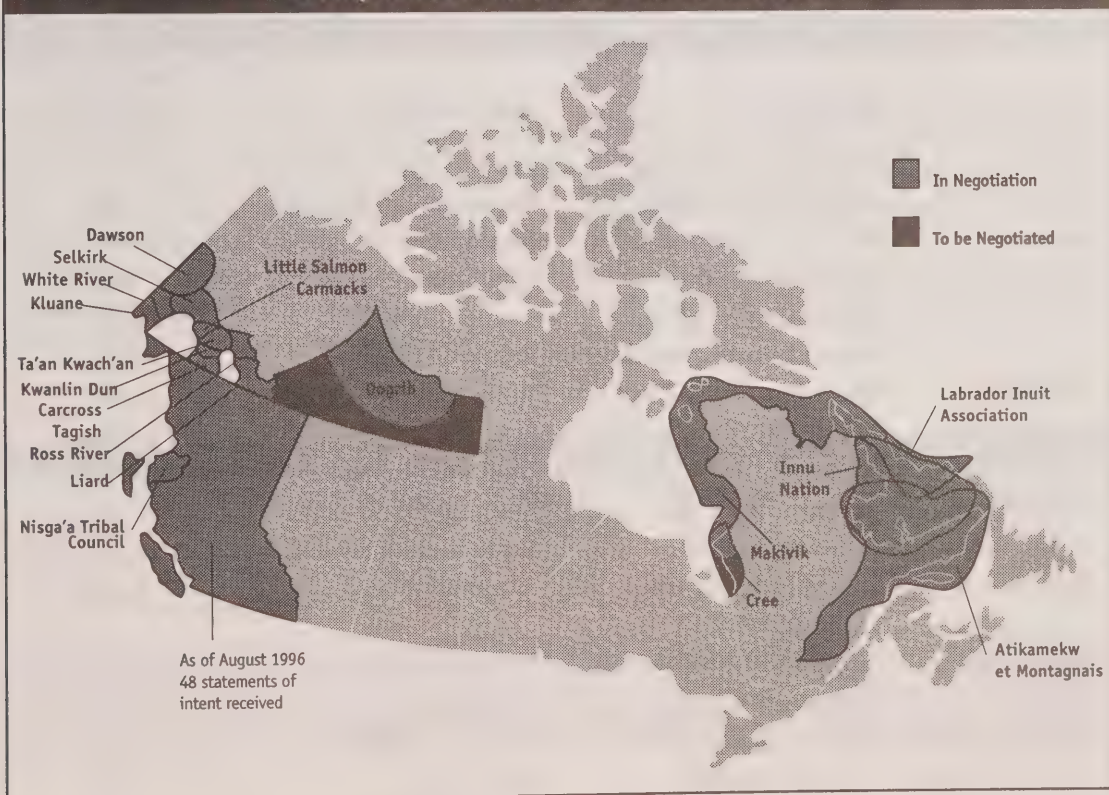 In Negotiation
To be Negotiated
Dawson
Selkirk
White River
Kluane
Little Salmon
Carmacks
Ta'an Kwach'an
Kwanlin Dun
Carcross
Tagish
Ross River
Liard
Nisga'a Tribal
Council
Dogrib
Labrador Inuit
Association
Innu
Nation
Makivik
Cree
Atikamekw
et Montagnais
As of August 1996
48 statements of
intent received